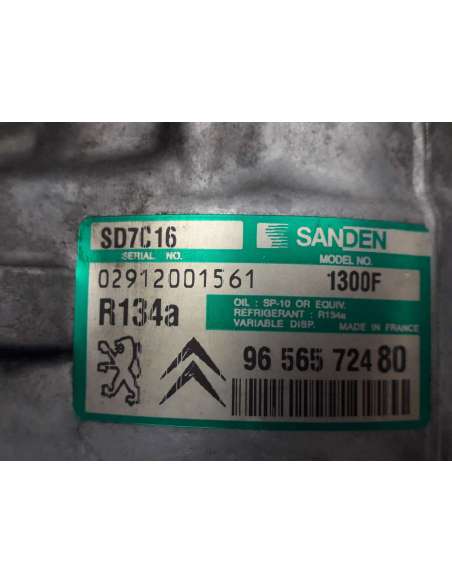 SD7C16
SANDEN
SERIAL NO.
MODEL NO.
02912001561
1300F
R134a
OIL : SP-10 OR EQUIV.
REFRIGERANT : R134a
VARIABLE DISP.
MADE IN FRANCE
96 565 724 80